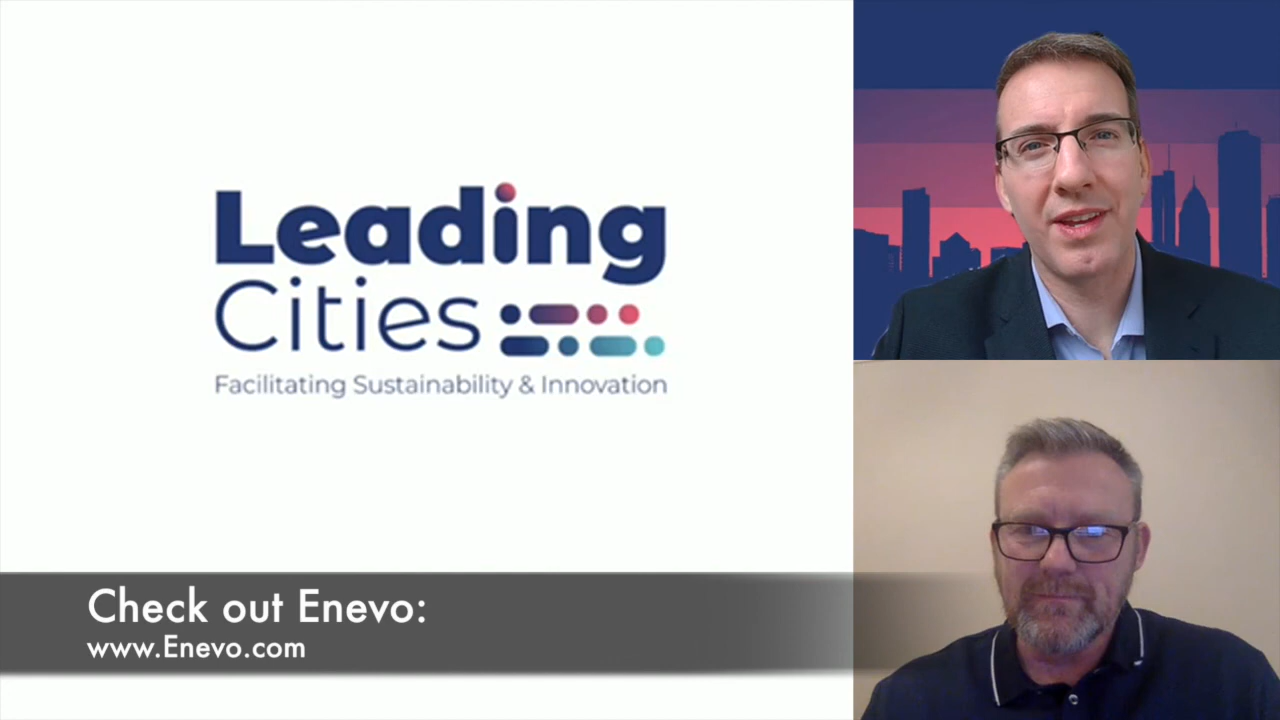 Leading
Cities
Facilitating Sustainability & Innovation
Check out Enevo:
www.Enevo.com